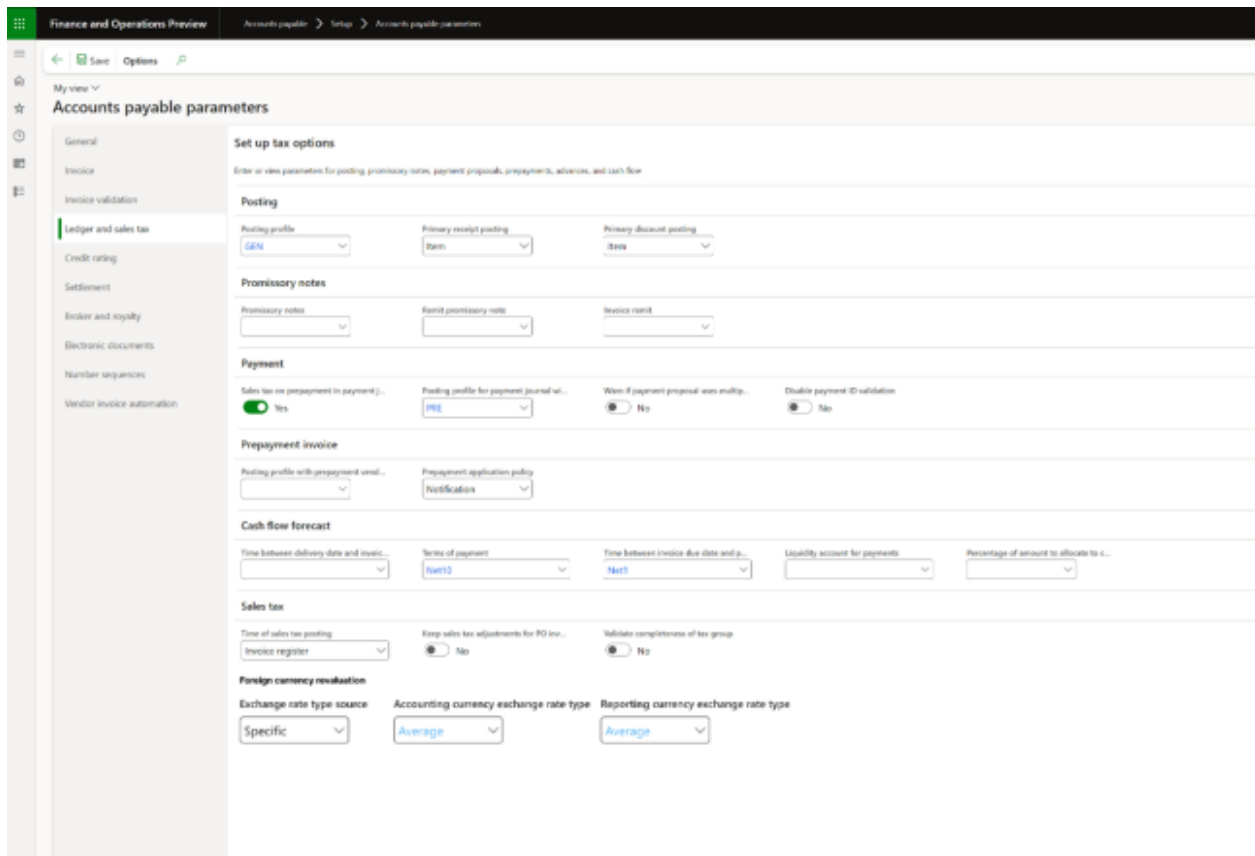 Finance and Operations Preview
Accounts payable > Setup > Accounts payable parameters
Save Options
My view
Accounts payable parameters
General
Invoice
Invoice validation
Ledger and sales tax
Credit rating
Settlement
Broker and royalty
Electronic documents
Number sequences
Vendor invoice automation
Set up tax options
Enter or view parameters for posting, promissory notes, payment proposals, prepayments, advances, and cash flow
Posting
Posting profile Primary receipt posting Primary discount posting
GEN Item Item
Promissory notes
Promissory notes Remit promissory note Invoice remit
Payment
Sales tax on prepayment in payment j... Posting profile for payment journal wi... Warn if payment proposal uses multip... Disable payment ID validation
Yes PRE No No
Prepayment invoice
Posting profile with prepayment vend... Prepayment application policy
Notification
Cash flow forecast
Time between delivery date and invoic... Terms of payment Time between invoice due date and p... Liquidity account for payments Percentage of amount to allocate to c...
Net10 Net1
Sales tax
Time of sales tax posting Keep sales tax adjustments for PO inv... Validate completeness of tax group
Invoice register No No
Foreign currency revaluation
Exchange rate type source Accounting currency exchange rate type Reporting currency exchange rate type
Specific Average Average